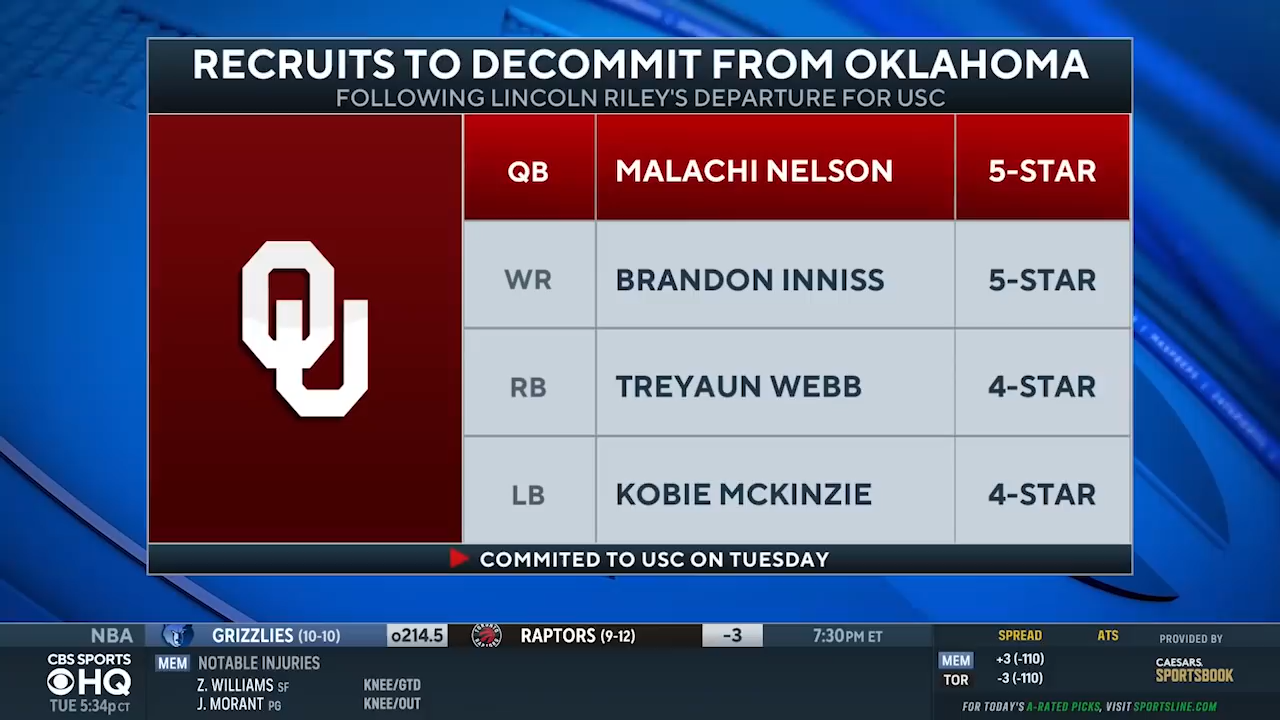 RECRUITS TO DECOMMIT FROM OKLAHOMA
FOLLOWING LINCOLN RILEY'S DEPARTURE FOR USC
OU
QB MALACHI NELSON 5-STAR
WR BRANDON INNISS 5-STAR
RB TREYAUN WEBB 4-STAR
LB KOBIE MCKINZIE 4-STAR
COMMITED TO USC ON TUESDAY
NBA GRIZZLIES (10-10) o214.5 RAPTORS (9-12) -3 7:30PM ET SPREAD ATS PROVIDED BY
CBS SPORTS HQ
TUE 5:34p CT
MEM NOTABLE INJURIES
Z. WILLIAMS SF KNEE/GTD
J. MORANT PG KNEE/OUT
MEM +3 (-110)
TOR -3 (-110)
CAESARS
SPORTSBOOK
FOR TODAY'S A-RATED PICKS, VISIT SPORTSLINE.COM